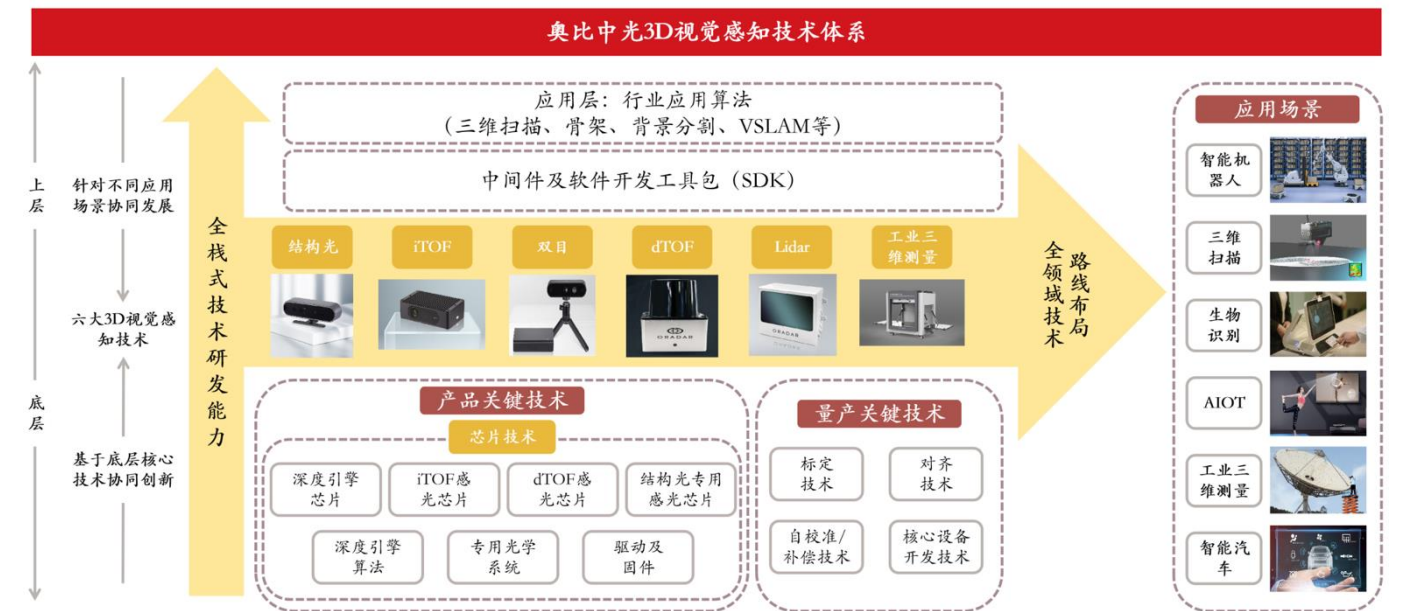 奥比中光3D视觉感知技术体系
上
层
底
层
针对不同应用
场景协同发展
六大3D视觉感
知技术
基于底层核心
技术协同创新
全栈式技术研发能力
应用层：行业应用算法
（三维扫描、骨架、背景分割、VSLAM等）
中间件及软件开发工具包（SDK）
结构光
iTOF
双目
dTOF
Lidar
工业三
维测量
ORADAR
ORADAR
产品关键技术
芯片技术
深度引擎
芯片
iTOF感
光芯片
dTOF感
光芯片
结构光专用
感光芯片
深度引擎
算法
专用光学
系统
驱动及
固件
量产关键技术
标定
技术
对齐
技术
自校准/
补偿技术
核心设备
开发技术
全领域技术
路线布局
应用场景
智能机
器人
三维
扫描
生物
识别
AIOT
工业三
维测量
智能汽
车